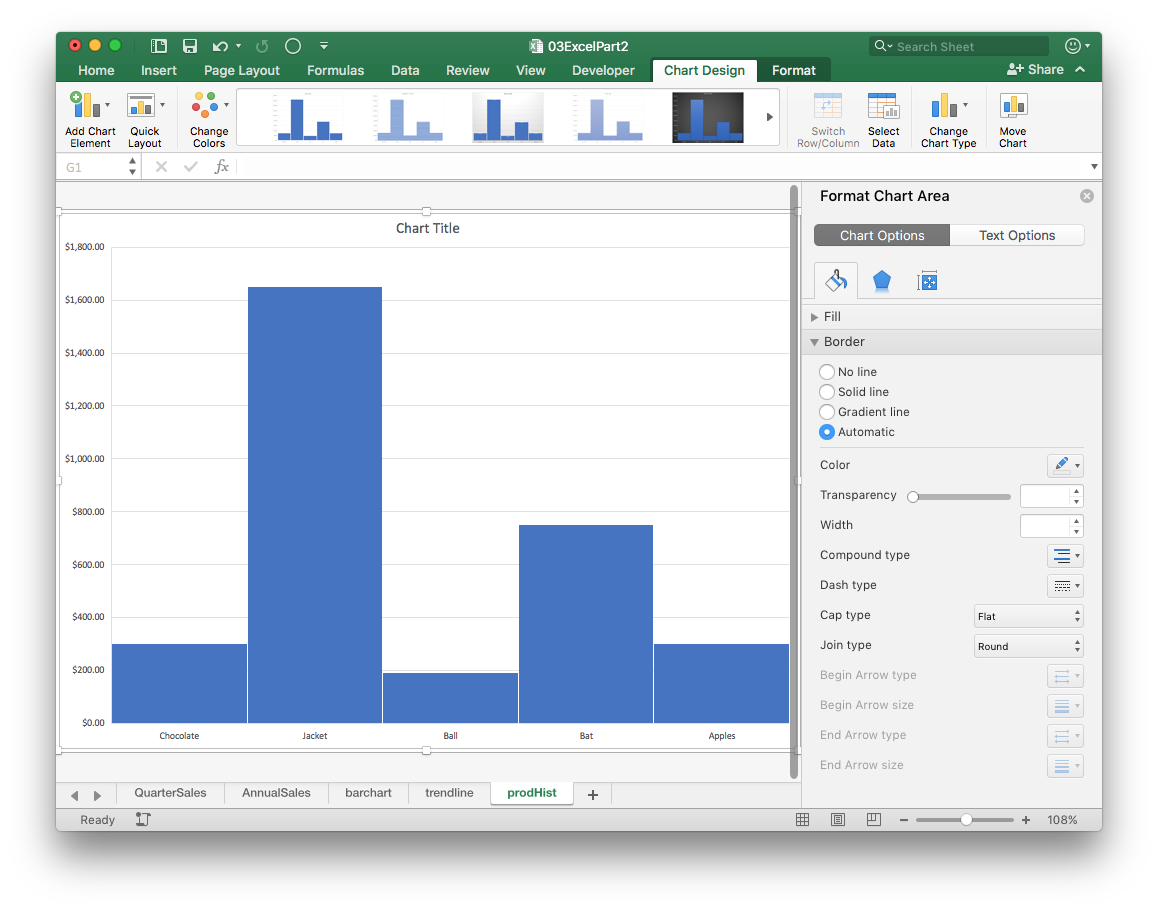 03ExcelPart2
Search Sheet
Home Insert Page Layout Formulas Data Review View Developer Chart Design Format Share
Add Chart Element
Quick Layout
Change Colors
Switch Row/Column
Select Data
Change Chart Type
Move Chart
G1 fx
Chart Title
$1,800.00
$1,600.00
$1,400.00
$1,200.00
$1,000.00
$800.00
$600.00
$400.00
$200.00
$0.00
Chocolate Jacket Ball Bat Apples
Format Chart Area
Chart Options Text Options
Fill
Border
No line
Solid line
Gradient line
Automatic
Color
Transparency
Width
Compound type
Dash type
Cap type Flat
Join type Round
Begin Arrow type
Begin Arrow size
End Arrow type
End Arrow size
QuarterSales AnnualSales barchart trendline prodHist +
Ready 108%